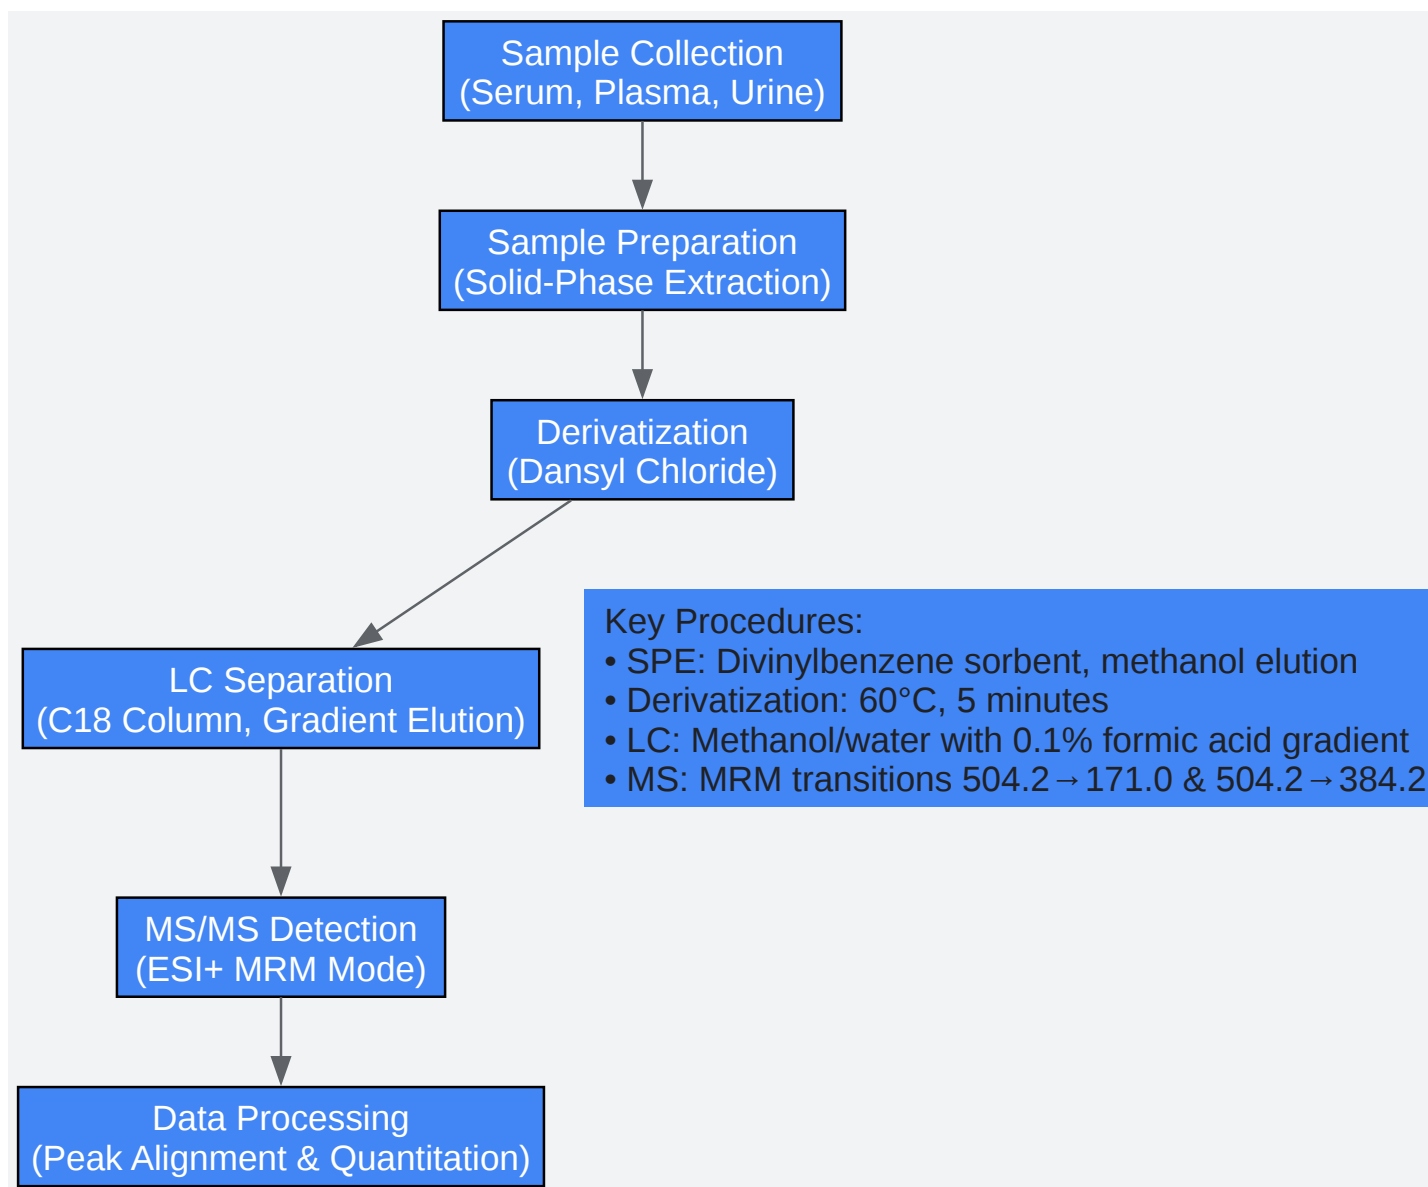 Sample Collection
(Serum, Plasma, Urine)
Sample Preparation
(Solid-Phase Extraction)
Derivatization
(Dansyl Chloride)
Key Procedures:
• SPE: Divinylbenzene sorbent, methanol elution
• Derivatization: 60°C, 5 minutes
• LC: Methanol/water with 0.1% formic acid gradient
• MS: MRM transitions 504.2→171.0 & 504.2→384.2
LC Separation
(C18 Column, Gradient Elution)
MS/MS Detection
(ESI+ MRM Mode)
Data Processing
(Peak Alignment & Quantitation)